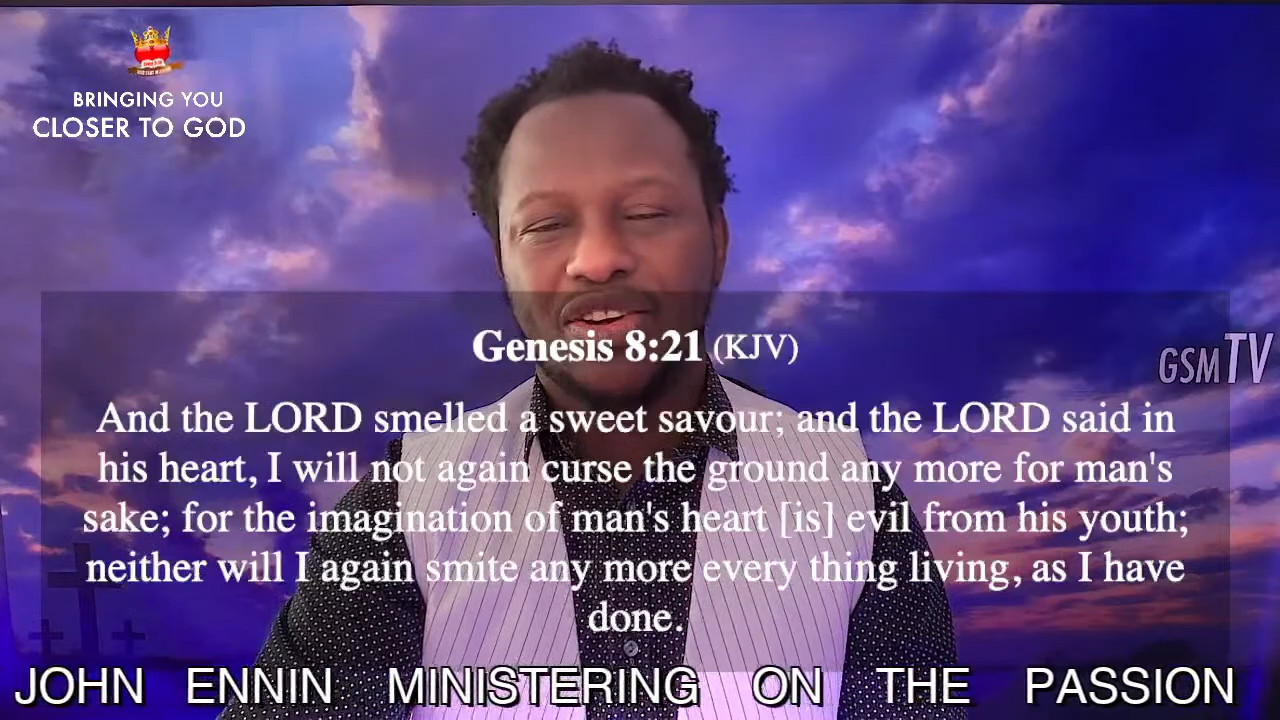 BRINGING YOU
CLOSER TO GOD
Genesis 8:21 (KJV)
GSMTV
And the LORD smelled a sweet savour; and the LORD said in
his heart, I will not again curse the ground any more for man's
sake; for the imagination of man's heart [is] evil from his youth;
neither will I again smite any more every thing living, as I have
done.
JOHN ENNIN MINISTERING ON THE PASSION